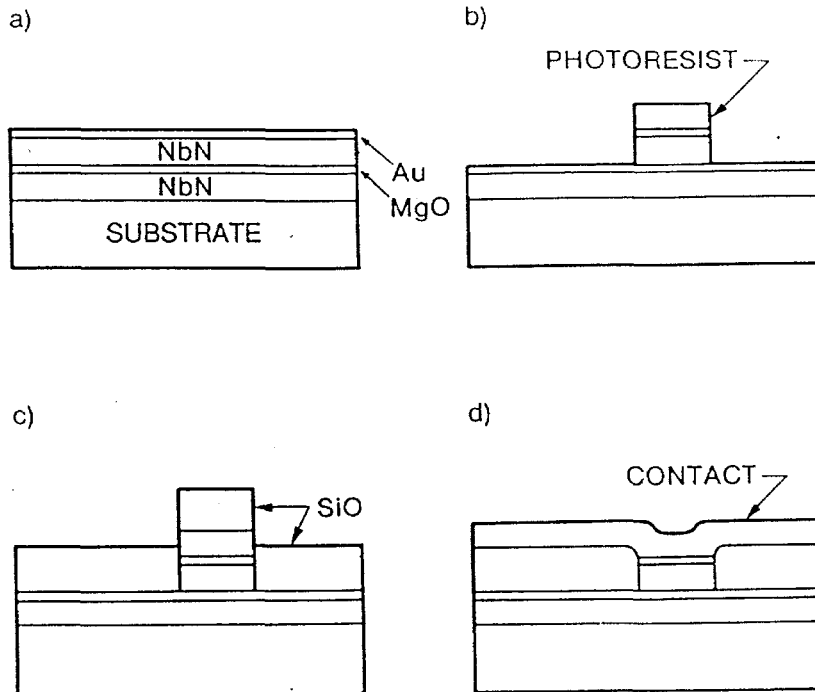 a)
NbN
NbN
SUBSTRATE
Au
MgO
b)
PHOTORESIST
c)
SiO
d)
CONTACT